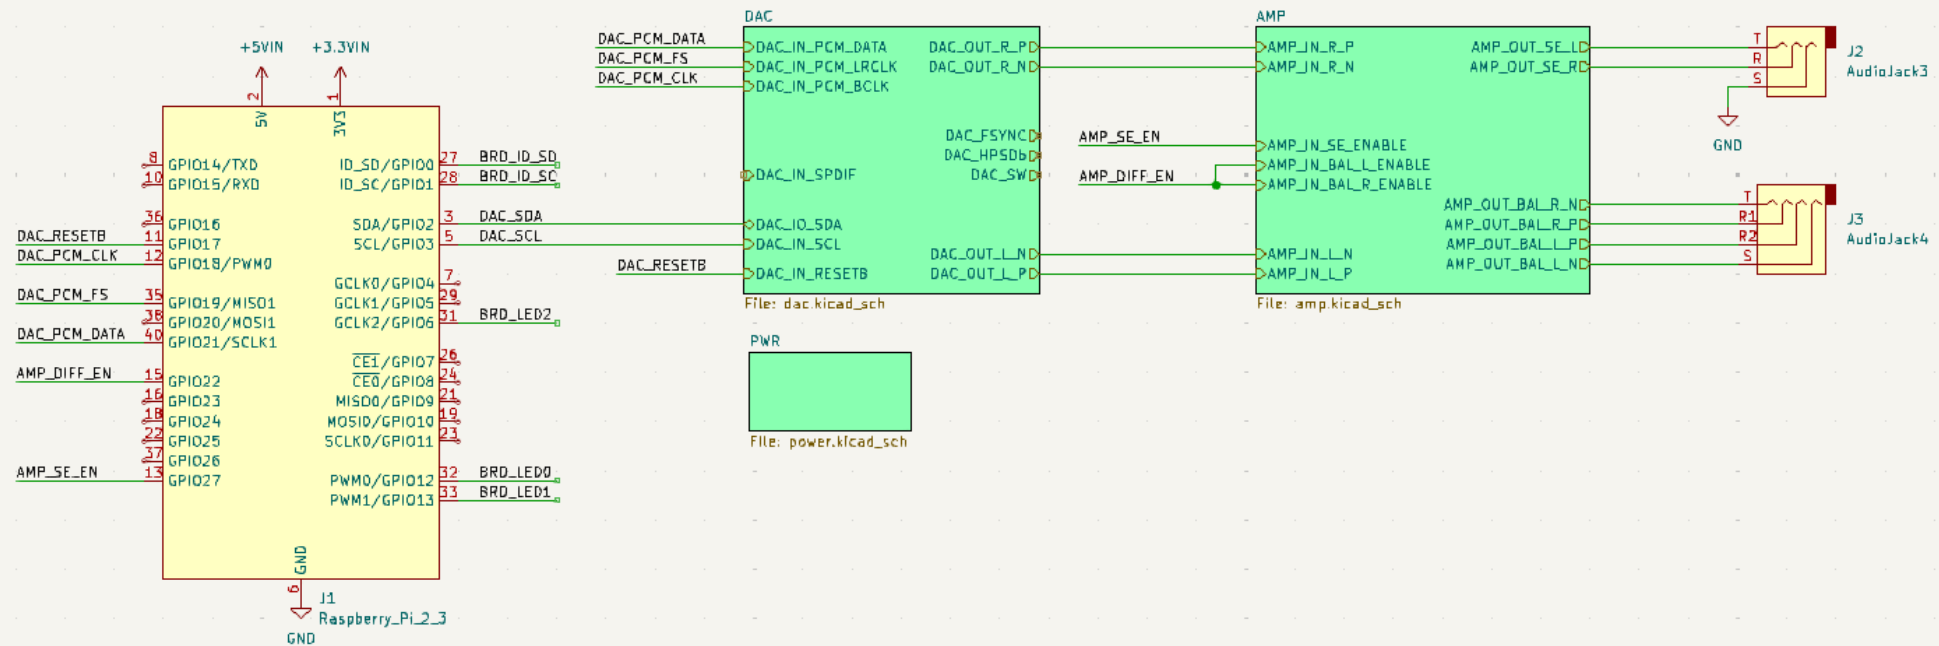 +5VIN
+3.3VIN
2
1
5V
3V3
8 GPIO14/TXD
10 GPIO15/RXD
36 GPIO16
DAC_RESETB 11 GPIO17
DAC_PCM_CLK 12 GPIO18/PWM0
DAC_PCM_FS 35 GPIO19/MISO1
38 GPIO20/MOSI1
DAC_PCM_DATA 40 GPIO21/SCLK1
AMP_DIFF_EN 15 GPIO22
16 GPIO23
18 GPIO24
22 GPIO25
37 GPIO26
AMP_SE_EN 13 GPIO27
ID_SD/GPIO0 27 BRD_ID_SD
ID_SC/GPIO1 28 BRD_ID_SC
SDA/GPIO2 3 DAC_SDA
SCL/GPIO3 5 DAC_SCL
GCLK0/GPIO4 7
GCLK1/GPIO5 29
GCLK2/GPIO6 31 BRD_LED2
CE1/GPIO7 26
CE0/GPIO8 24
MISO0/GPIO9 21
MOSI0/GPIO10 19
SCLK0/GPIO11 23
PWM0/GPIO12 32 BRD_LED0
PWM1/GPIO13 33 BRD_LED1
GND
6
GND
J1
Raspberry_Pi_2_3
DAC
DAC_PCM_DATA DAC_IN_PCM_DATA
DAC_PCM_FS DAC_IN_PCM_LRCLK
DAC_PCM_CLK DAC_IN_PCM_BCLK
DAC_IN_SPDIF
DAC_IO_SDA
DAC_IN_SCL
DAC_RESETB DAC_IN_RESETB
DAC_OUT_R_P
DAC_OUT_R_N
DAC_FSYNC
DAC_HPSDb
DAC_SW
DAC_OUT_L_N
DAC_OUT_L_P
File: dac.kicad_sch
PWR
File: power.kicad_sch
AMP
AMP_IN_R_P
AMP_IN_R_N
AMP_SE_EN AMP_IN_SE_ENABLE
AMP_IN_BAL_L_ENABLE
AMP_DIFF_EN AMP_IN_BAL_R_ENABLE
AMP_IN_L_N
AMP_IN_L_P
AMP_OUT_SE_L
AMP_OUT_SE_R
AMP_OUT_BAL_R_N
AMP_OUT_BAL_R_P
AMP_OUT_BAL_L_P
AMP_OUT_BAL_L_N
File: amp.kicad_sch
T
R
S
J2
AudioJack3
GND
T
R1
R2
S
J3
AudioJack4